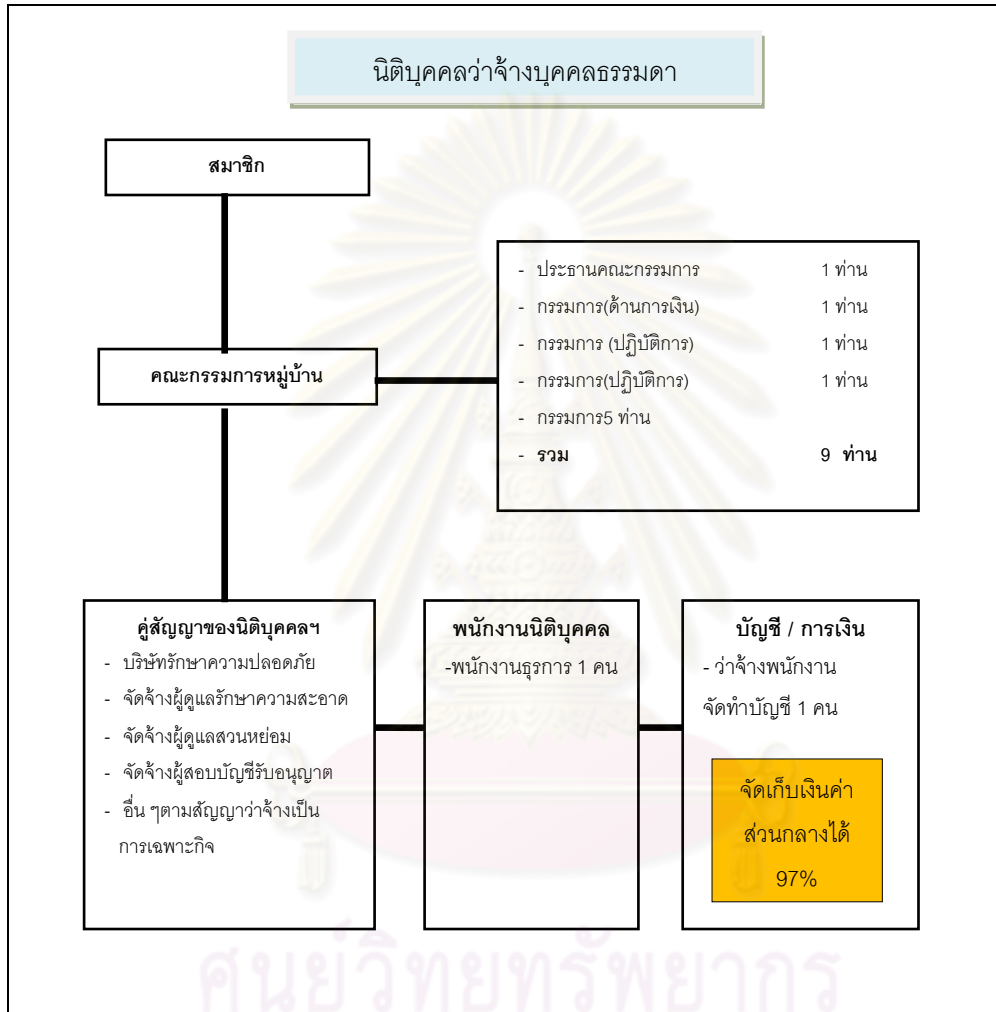 นิติบุคคลว่าจ้างบุคคลธรรมดา
สมาชิก
- ประธานคณะกรรมการ 1 ท่าน
- กรรมการ(ด้านการเงิน) 1 ท่าน
- กรรมการ (ปฏิบัติการ) 1 ท่าน
- กรรมการ(ปฏิบัติการ) 1 ท่าน
- กรรมการ5 ท่าน
- รวม 9 ท่าน
คณะกรรมการหมู่บ้าน
คู่สัญญาของนิติบุคคลฯ
- บริษัทรักษาความปลอดภัย
- จัดจ้างผู้ดูแลรักษาความสะอาด
- จัดจ้างผู้ดูแลสวนหย่อม
- จัดจ้างผู้สอบบัญชีรับอนุญาต
- อื่น ๆตามสัญญาว่าจ้างเป็น
การเฉพาะกิจ
พนักงานนิติบุคคล
-พนักงานธุรการ 1 คน
บัญชี / การเงิน
- ว่าจ้างพนักงาน
จัดทำบัญชี 1 คน
จัดเก็บเงินค่า
ส่วนกลางได้
97%
ศูนย์วิทยทรัพยากร